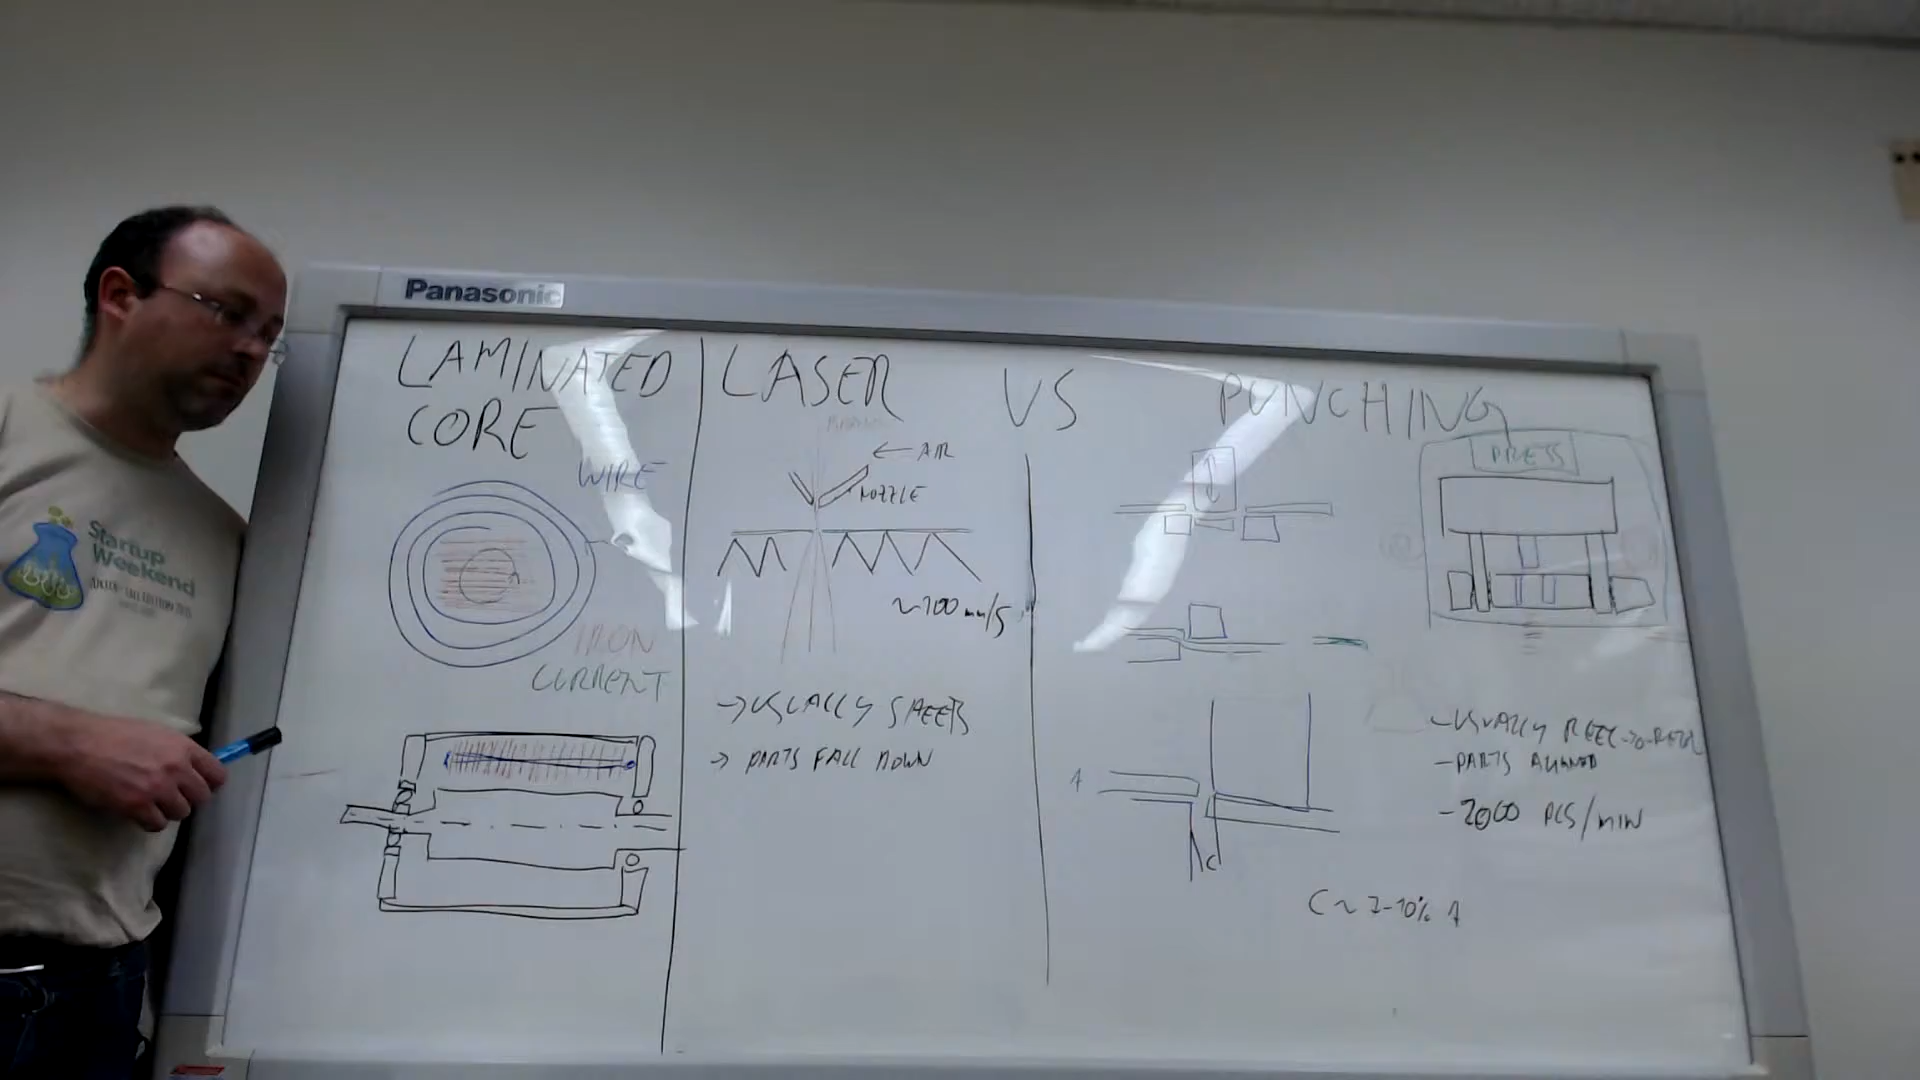 Panasonic
Startup
Weekend
LAMINATED
CORE
WIRE
IRON
CURRENT
LASER VS PUNCHING
← AIR
NOZZLE
~100 mm/s
→ USUALLY SHEETS
→ PARTS FALL DOWN
PRESS
A
C
C ~ 7-10% A
- USUALLY REEL-TO-REEL
- PARTS ALIGNED
- 2000 PCS/MIN